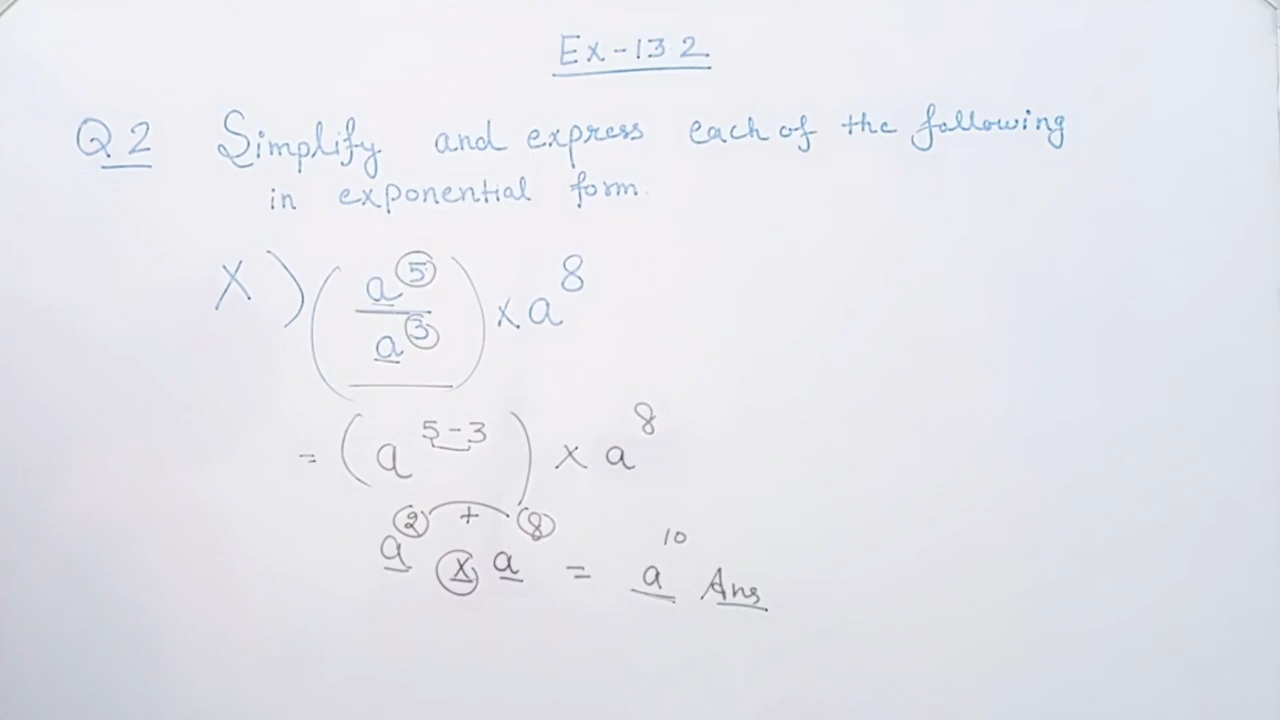 Ex-13.2
Q2 Simplify and express each of the following
in exponential form.
X) (a^5/a^3) × a^8
= (a^(5-3)) × a^8
a^2 + 8 × a = a^10 Ans